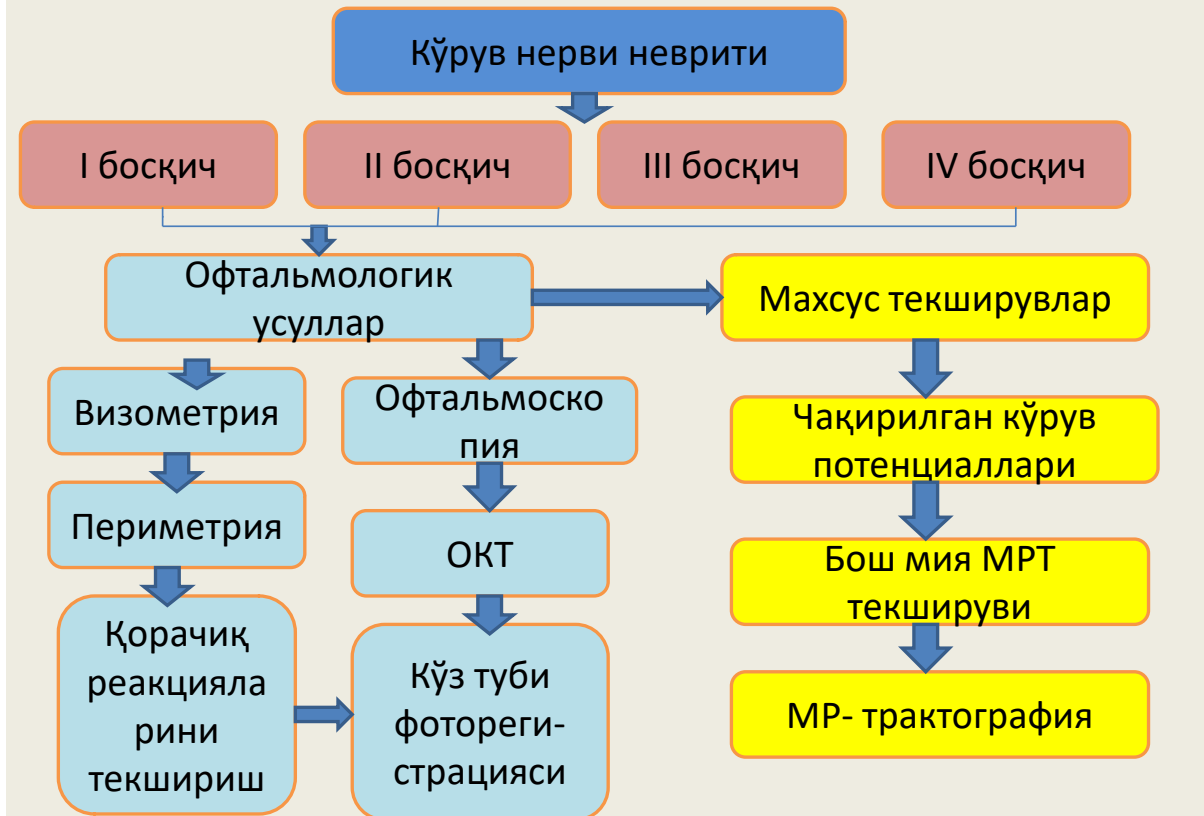 Кўрув нерви неврити
I босқич
II босқич
III босқич
IV босқич
Офтальмологик
усуллар
Махсус текширувлар
Визометрия
Офтальмоско
пия
Чақирилган кўрув
потенциаллари
Периметрия
ОКТ
Бош мия МРТ
текшируви
Қорачиқ
реакцияла
рини
текшириш
Кўз туби
фотореги-
страцияси
МР- трактография